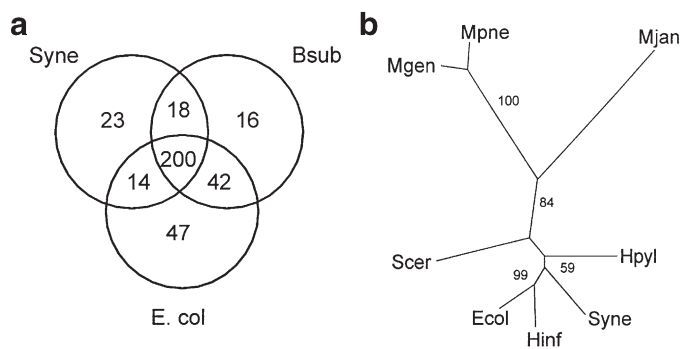 a
Syne
Bsub
23
18
16
200
14
42
47
E. col
b
Mpne
Mgen
Mjan
100
84
Scer
Hpyl
99
59
Ecol
Syne
Hinf